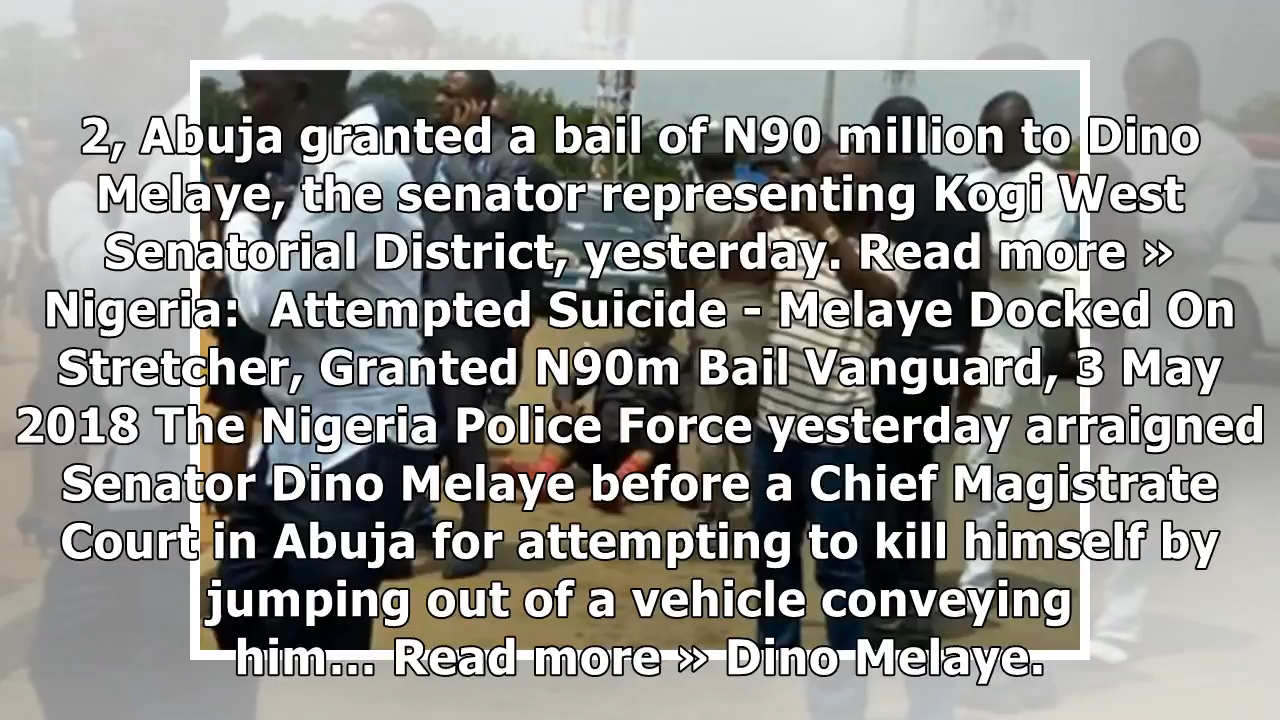 2, Abuja granted a bail of N90 million to Dino
Melaye, the senator representing Kogi West
Senatorial District, yesterday. Read more »
Nigeria:  Attempted Suicide - Melaye Docked On
Stretcher, Granted N90m Bail Vanguard, 3 May
2018 The Nigeria Police Force yesterday arraigned
Senator Dino Melaye before a Chief Magistrate
Court in Abuja for attempting to kill himself by
jumping out of a vehicle conveying
him... Read more » Dino Melaye.